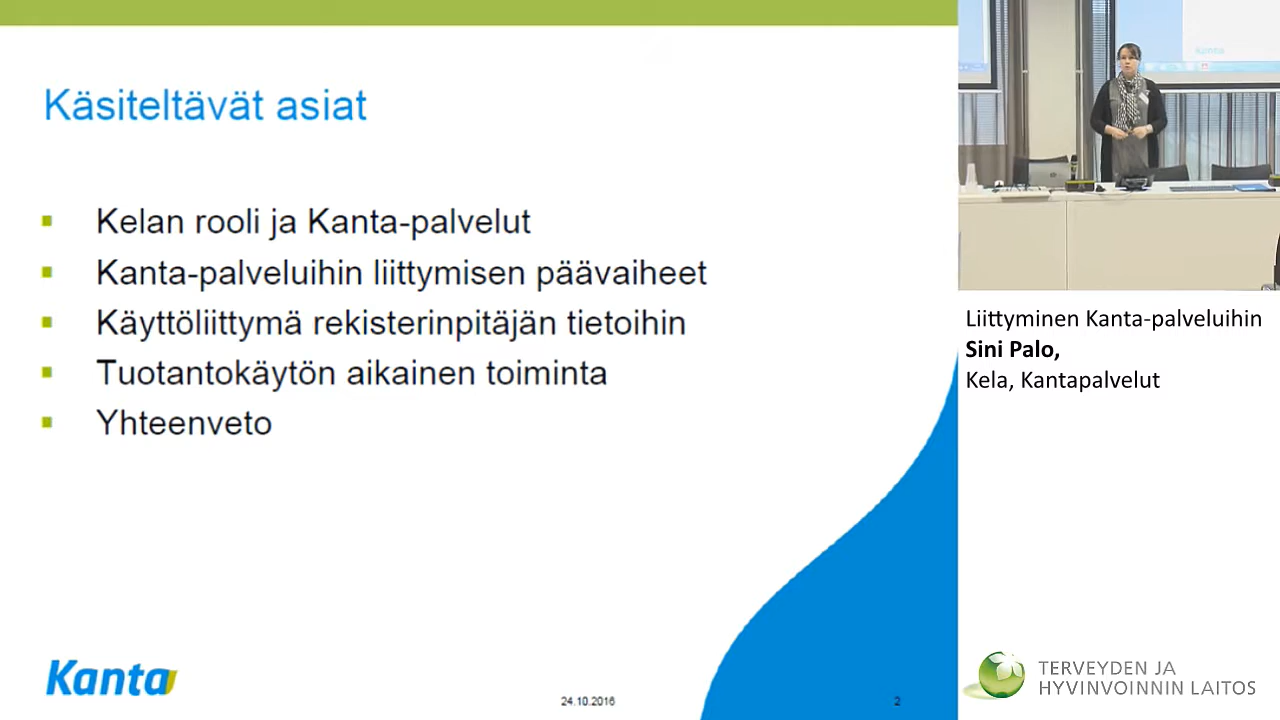 Käsiteltävät asiat
Kelan rooli ja Kanta-palvelut
Kanta-palveluihin liittymisen päävaiheet
Käyttöliittymä rekisterinpitäjän tietoihin
Tuotantokäytön aikainen toiminta
Yhteenveto
Kanta
24.10.2016
2
Kanta
Liittyminen Kanta-palveluihin
Sini Palo,
Kela, Kantapalvelut
TERVEYDEN JA
HYVINVOINNIN LAITOS